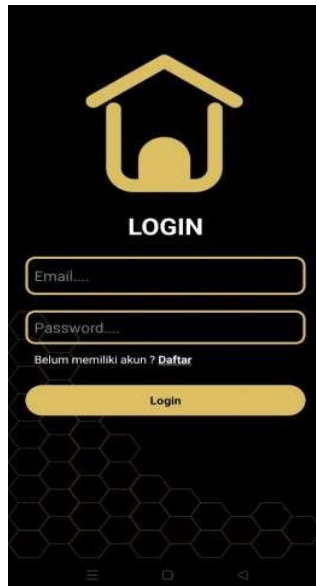 LOGIN
Email....
Password....
Belum memiliki akun ? Daftar
Login